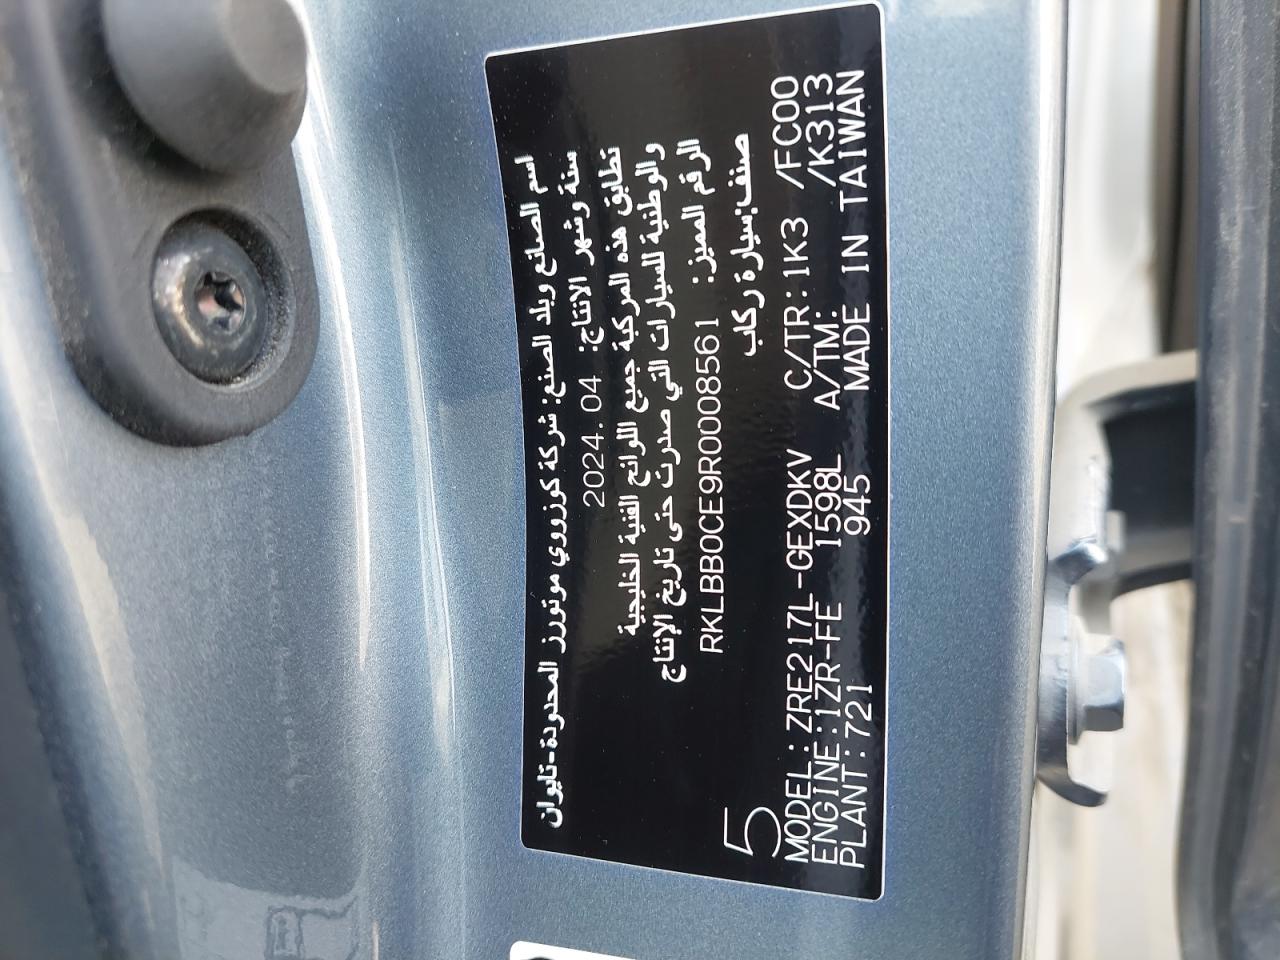 اسم الصانع وبلد الصنع: شركة كوزووي موتورز المحدودة-تايوان
سنة وشهر الانتاج: 2024.04
تطابق هذه المركبة جميع اللوائح الفنية الخليجية
والوطنية للسيارات التي صدرت حتى تاريخ الإنتاج
الرقم المميز: RKLBB0CE9R0008561
صنف:سيارة ركاب
5
MODEL:ZRE217L-GEXDKV C/TR:1K3 /FC00
ENGINE:1ZR-FE 1598L A/TM: /K313
PLANT:721 945 MADE IN TAIWAN